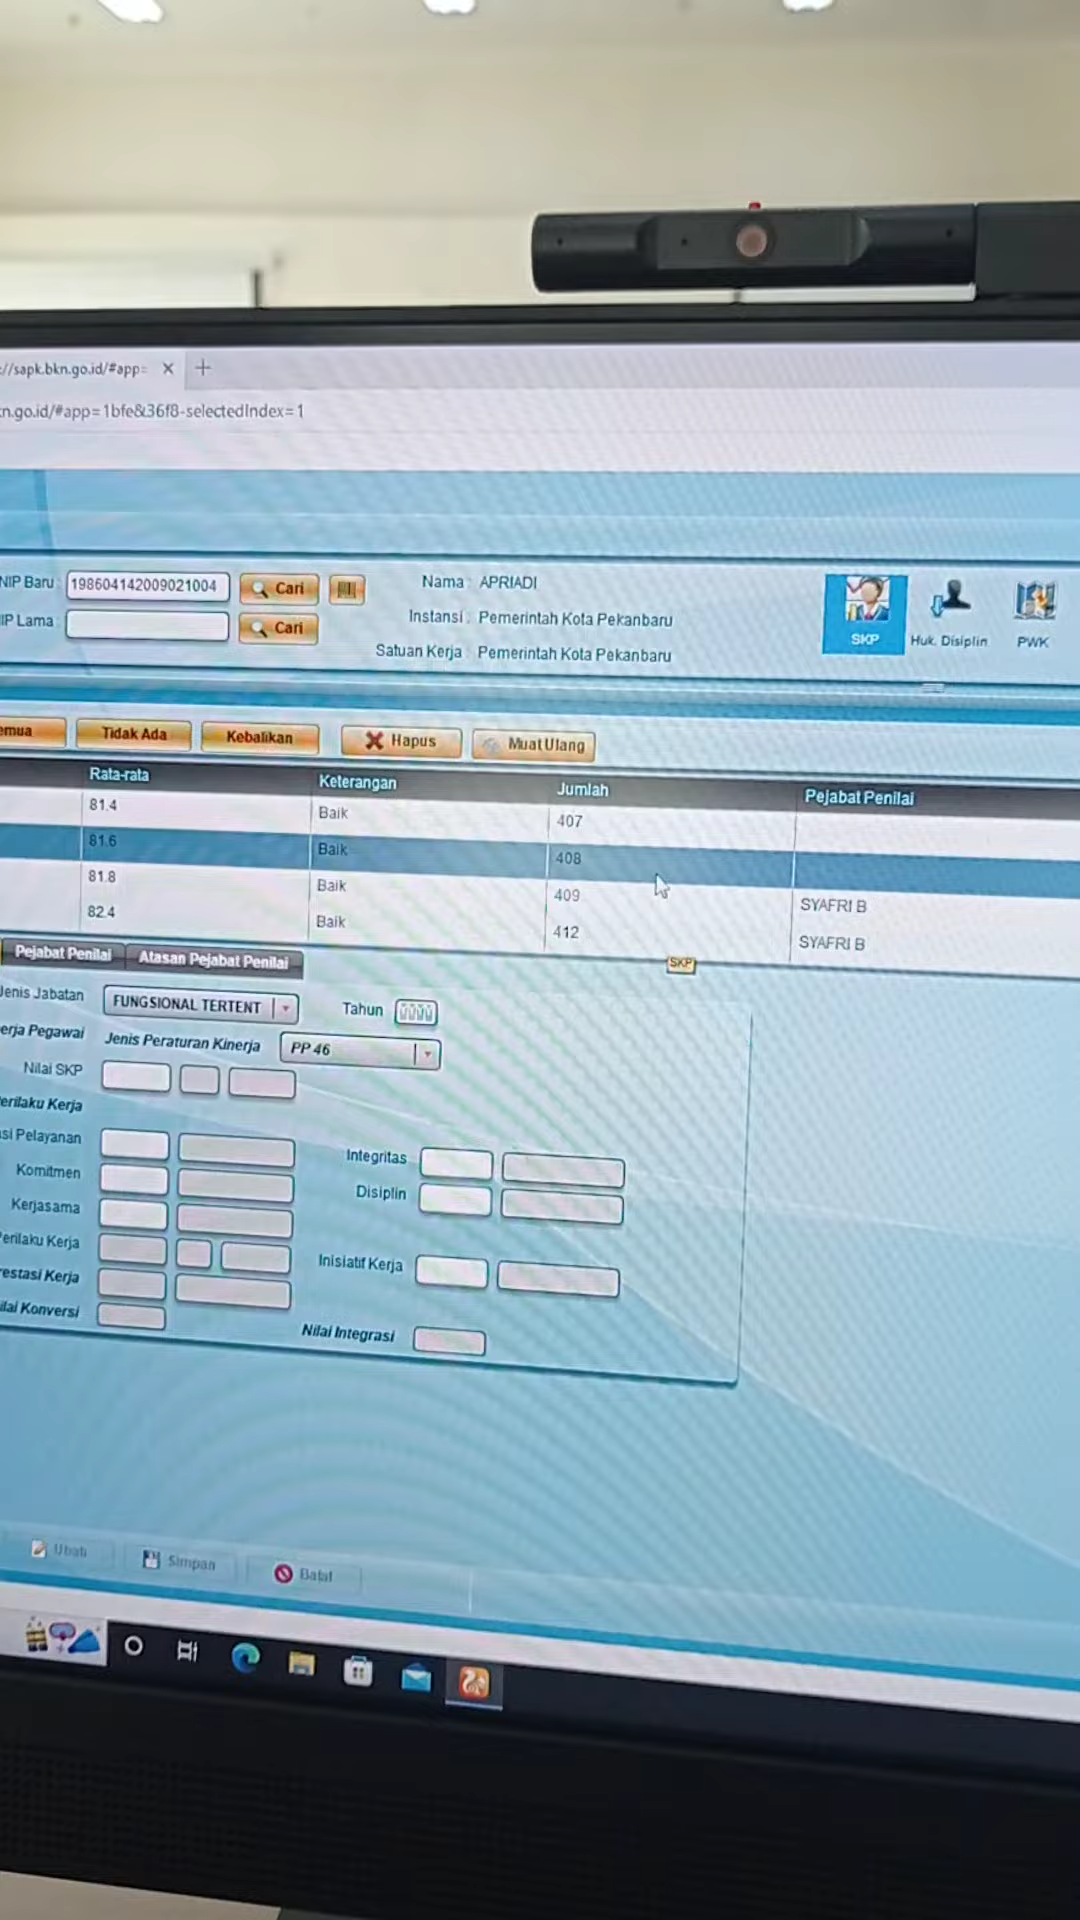 ://sapk.bkn.go.id/#app=
n.go.id/#app=1bfe&36f8-selectedIndex=1
NIP Baru : 198604142009021004 Cari
Nama : APRIADI
IP Lama : Cari
Instansi : Pemerintah Kota Pekanbaru
Satuan Kerja : Pemerintah Kota Pekanbaru
SKP Huk. Disiplin PWK
emua Tidak Ada Kebalikan Hapus Muat Ulang
Rata-rata Keterangan Jumlah Pejabat Penilai
81.4 Baik 407
81.6 Baik 408
81.8 Baik 409 SYAFRI B
82.4 Baik 412 SYAFRI B
Pejabat Penilai Atasan Pejabat Penilai
SKP
Jenis Jabatan FUNGSIONAL TERTENT Tahun
erja Pegawai Jenis Peraturan Kinerja PP 46
Nilai SKP
erilaku Kerja
si Pelayanan Integritas
Komitmen Disiplin
Kerjasama
Perilaku Kerja Inisiatif Kerja
restasi Kerja
ilai Konversi Nilai Integrasi
Ubah Simpan Batal